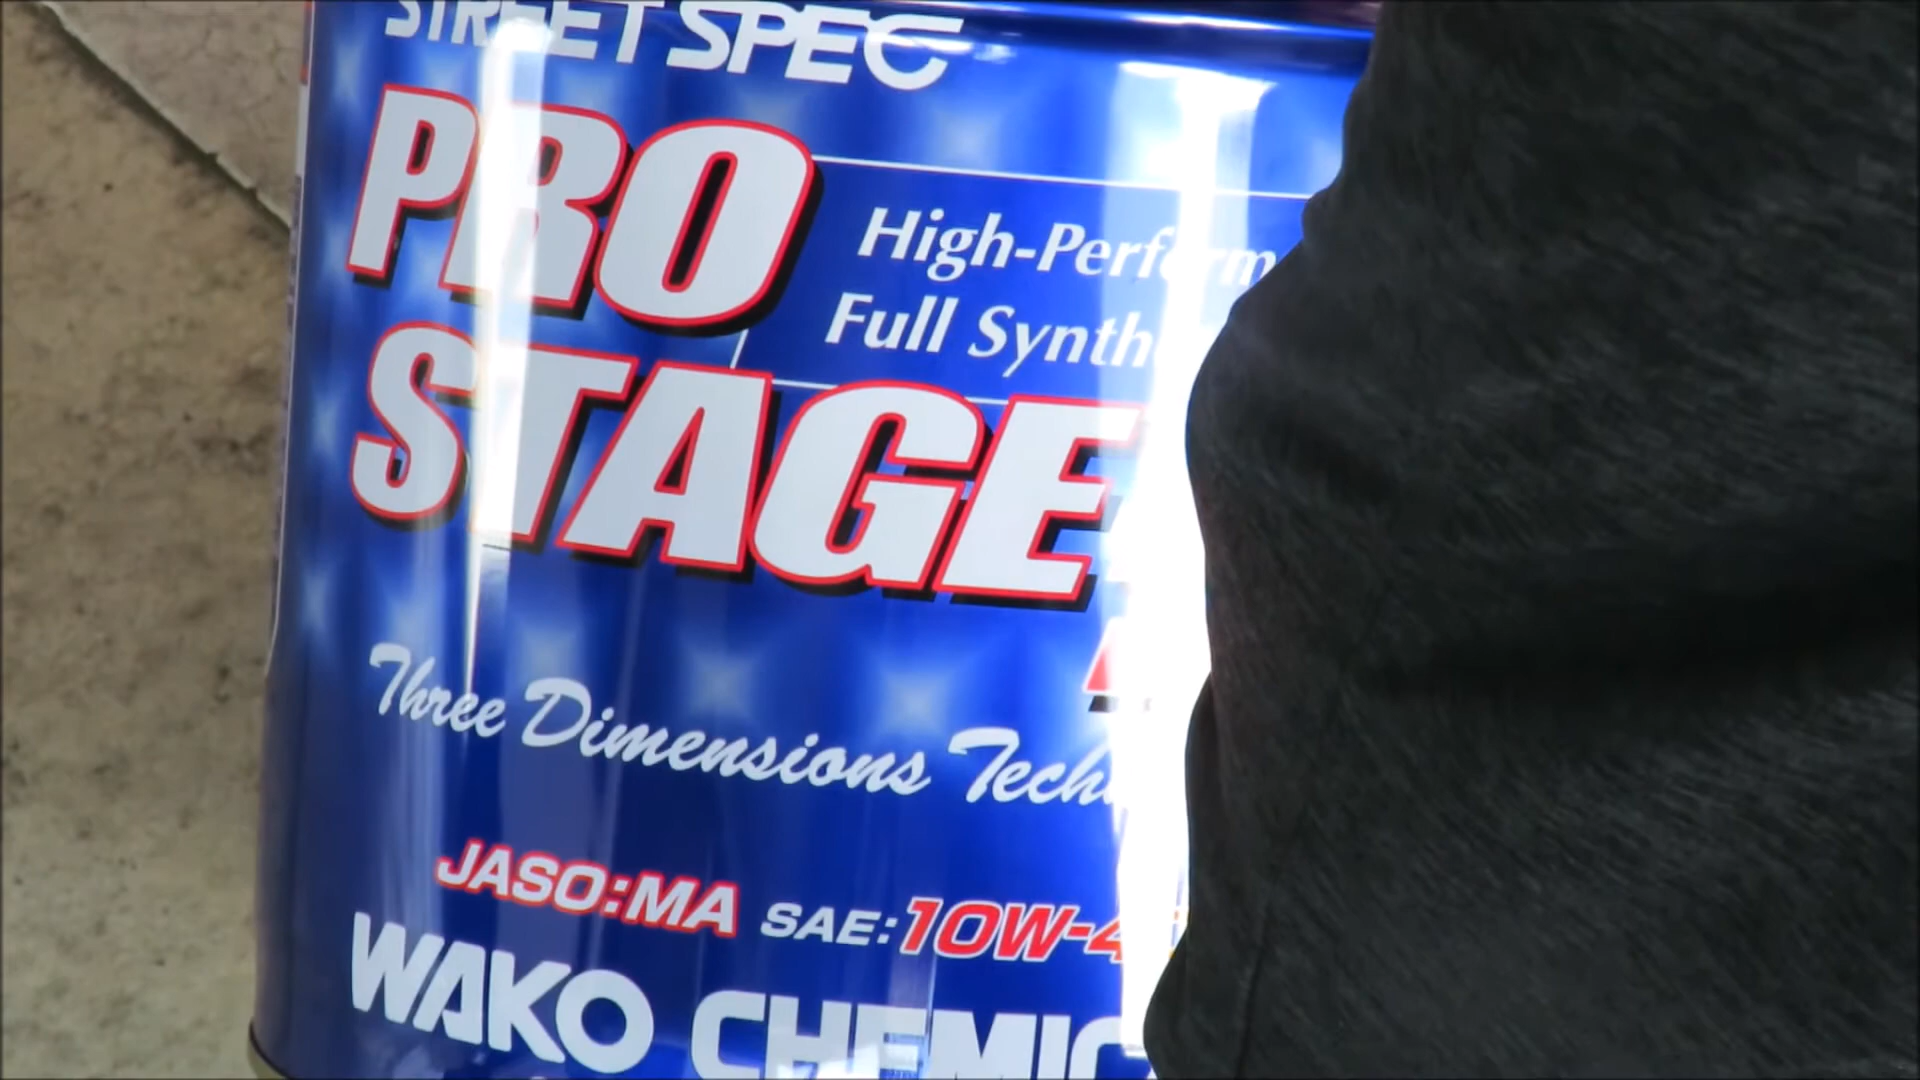 STREET SPEC
PRO
High-Perform
Full Synth
STAGE
Three Dimensions Tech
JASO:MA SAE:10W-4
WAKO CHEMIC